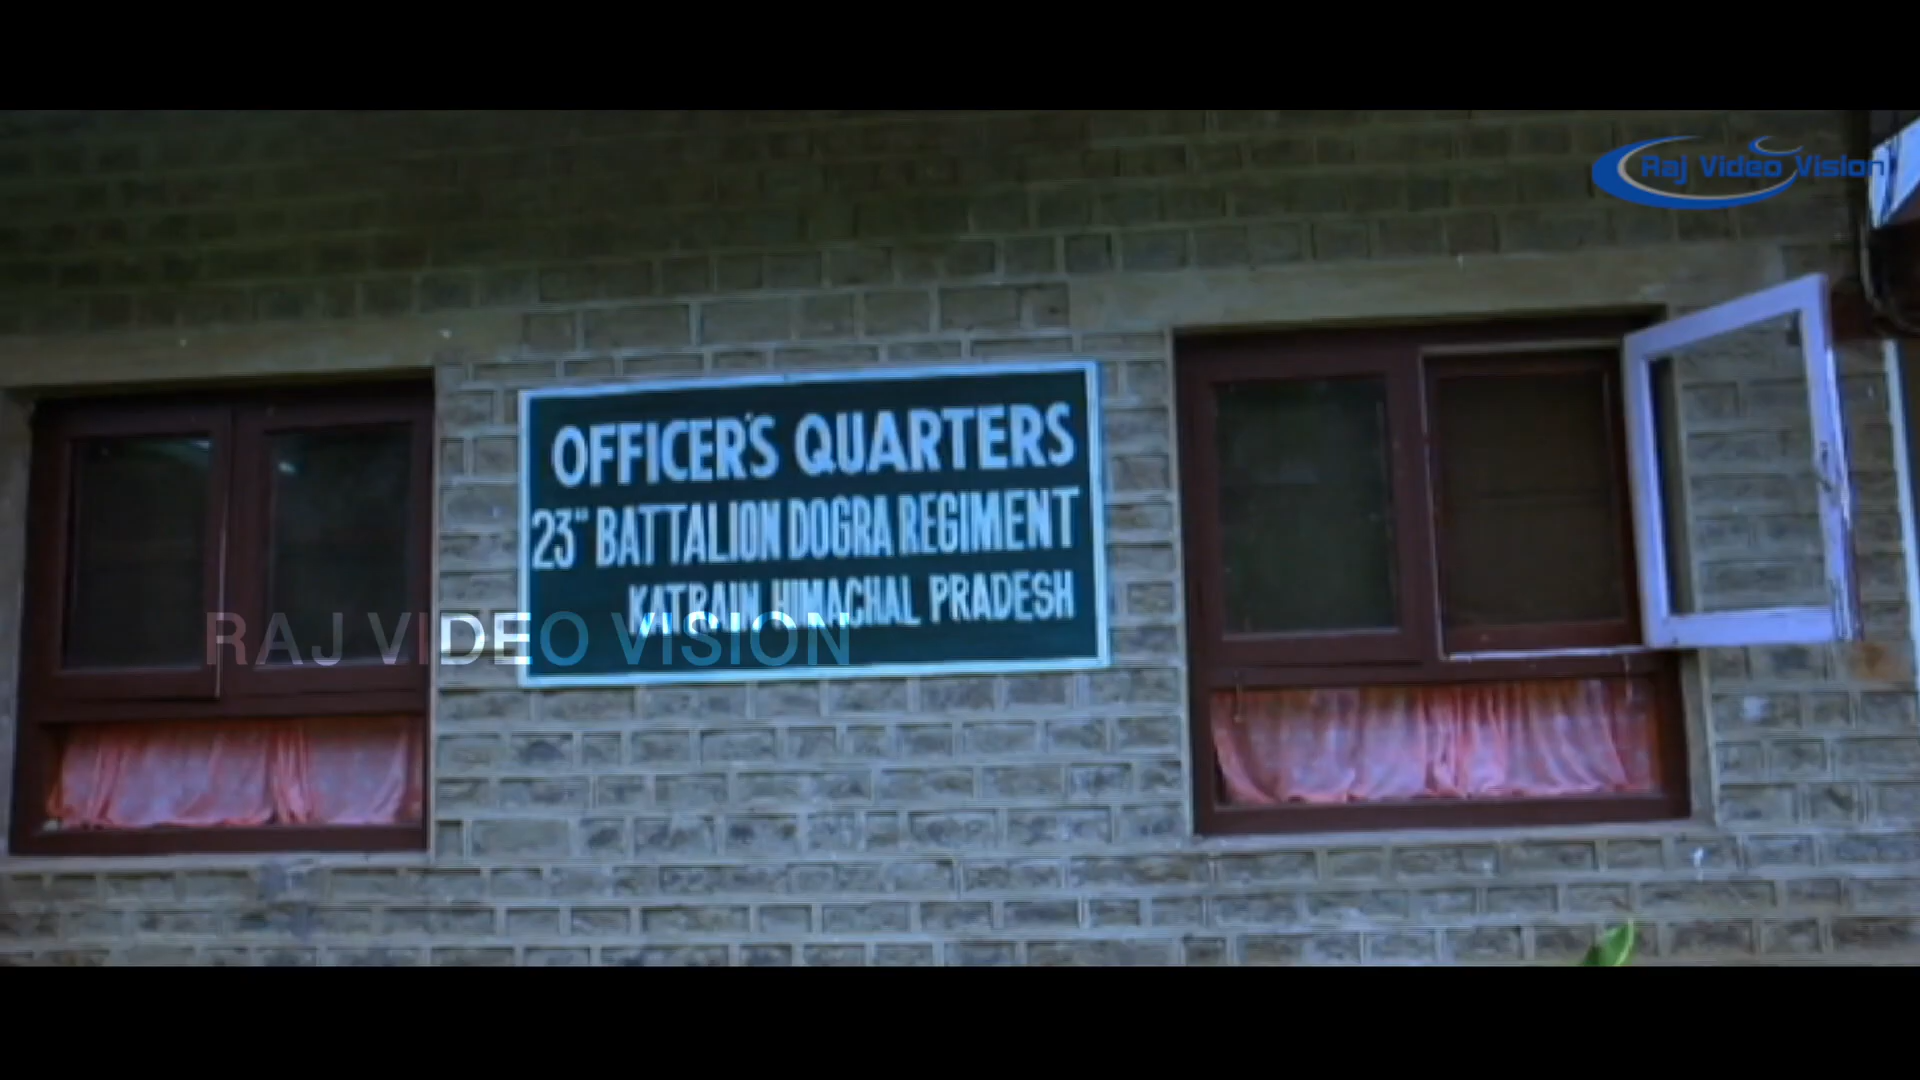 Raj Video Vision
OFFICER'S QUARTERS
23" BATTALION DOGRA REGIMENT
KATRAIN HIMACHAL PRADESH
RAJ VIDEO VISION